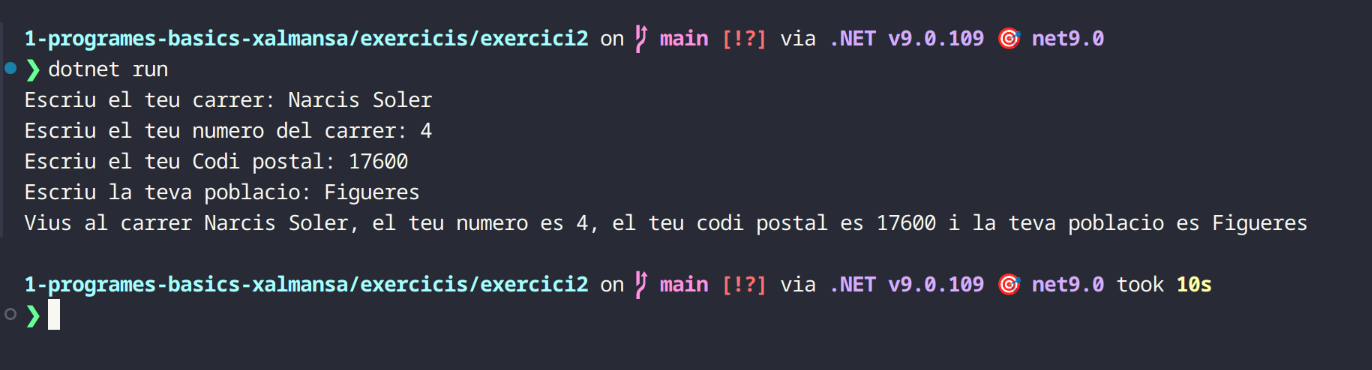 1-programes-basics-xalmansa/exercicis/exercici2 on main [!?] via .NET v9.0.109 🎯 net9.0
❯ dotnet run
Escriu el teu carrer: Narcis Soler
Escriu el teu numero del carrer: 4
Escriu el teu Codi postal: 17600
Escriu la teva poblacio: Figueres
Vius al carrer Narcis Soler, el teu numero es 4, el teu codi postal es 17600 i la teva poblacio es Figueres
1-programes-basics-xalmansa/exercicis/exercici2 on main [!?] via .NET v9.0.109 🎯 net9.0 took 10s
❯